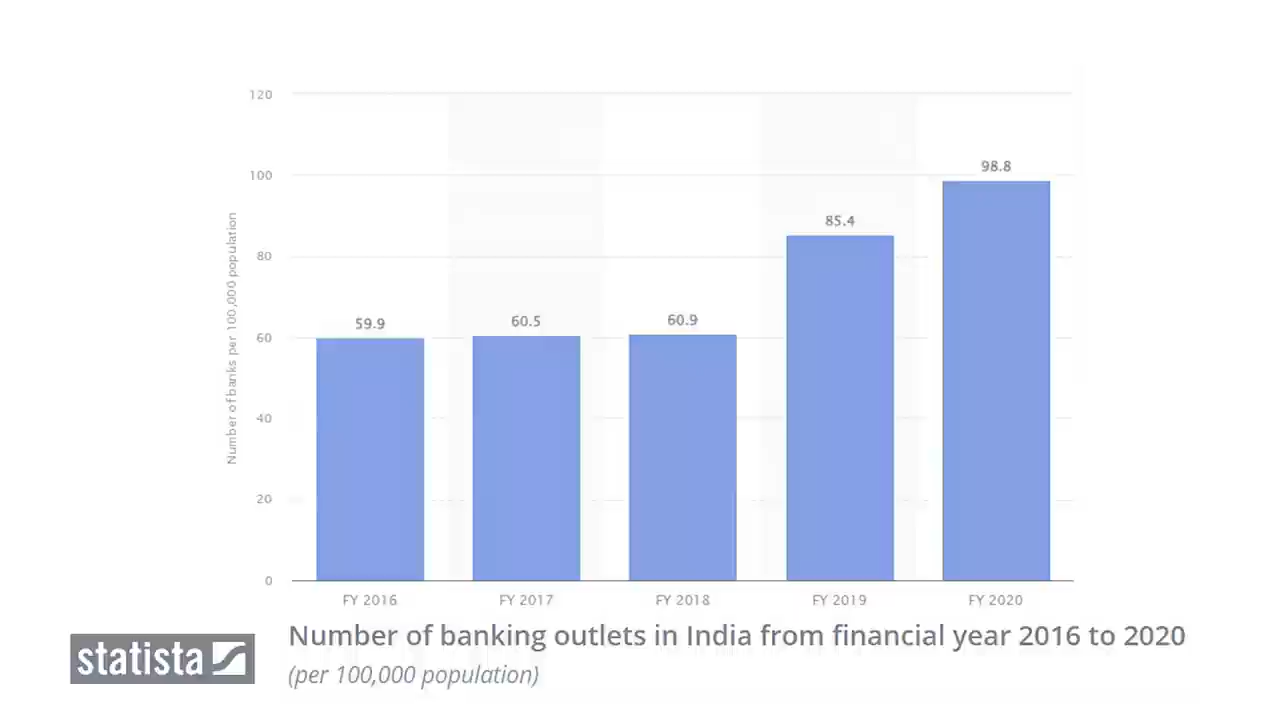 120
100
80
60
40
20
0
Number of banks per 100,000 population
59.9
60.5
60.9
85.4
98.8
FY 2016
FY 2017
FY 2018
FY 2019
FY 2020
statista
Number of banking outlets in India from financial year 2016 to 2020
(per 100,000 population)